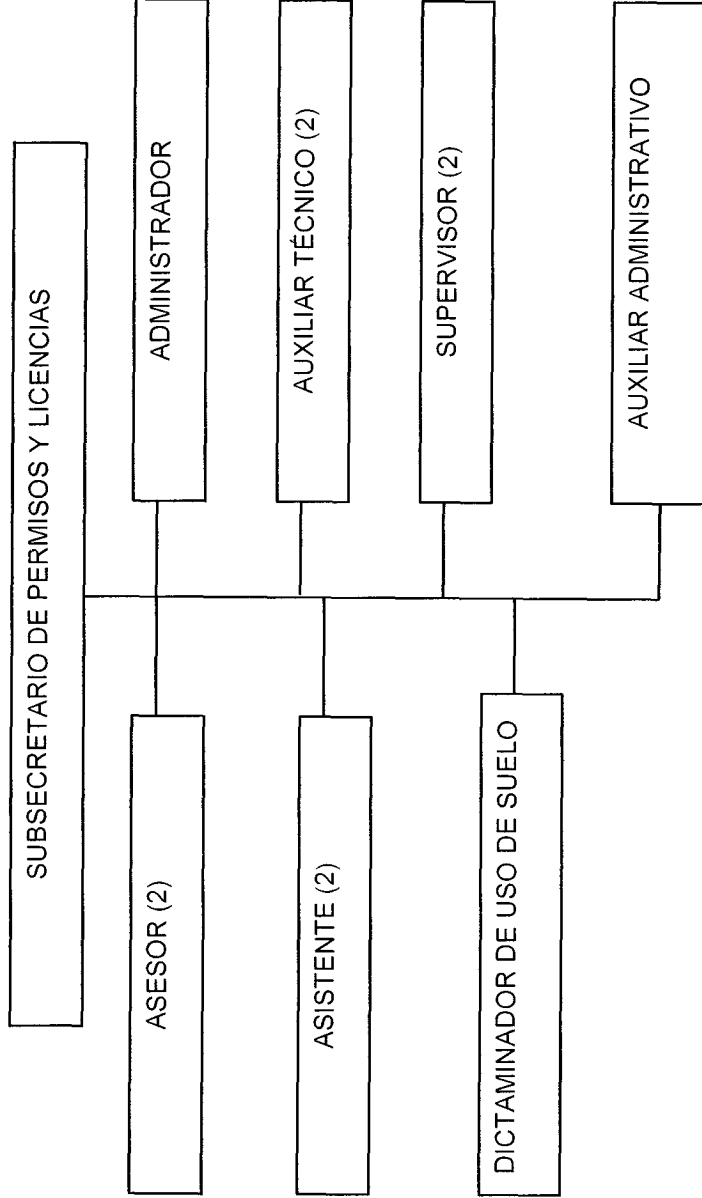 SUBSECRETARIO DE PERMISOS Y LICENCIAS
ASESOR (2)
ADMINISTRADOR
ASISTENTE (2)
AUXILIAR TÉCNICO (2)
DICTAMINADOR DE USO DE SUELO
SUPERVISOR (2)
AUXILIAR ADMINISTRATIVO